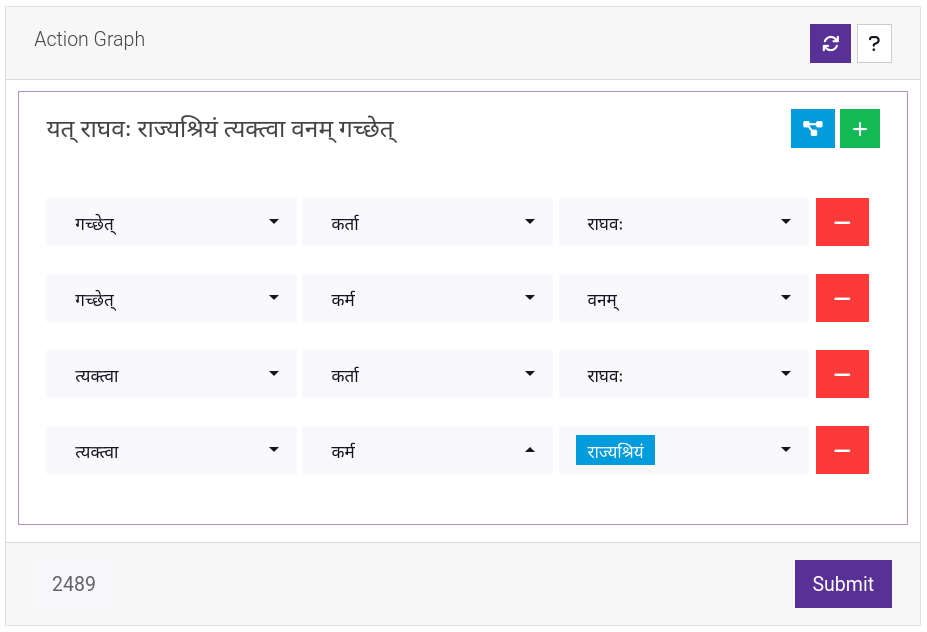 Action Graph
?
यत् राघवः राज्यश्रियं त्यक्त्वा वनम् गच्छेत्
+
गच्छेत् कर्ता राघवः
गच्छेत् कर्म वनम्
त्यक्त्वा कर्ता राघवः
त्यक्त्वा कर्म राज्यश्रियं
2489
Submit